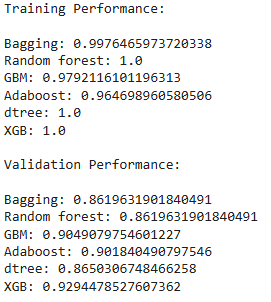 Training Performance:
Bagging: 0.9976465973720338
Random forest: 1.0
GBM: 0.9792116101196313
Adaboost: 0.964698960580506
dtree: 1.0
XGB: 1.0
Validation Performance:
Bagging: 0.8619631901840491
Random forest: 0.8619631901840491
GBM: 0.9049079754601227
Adaboost: 0.901840490797546
dtree: 0.8650306748466258
XGB: 0.9294478527607362